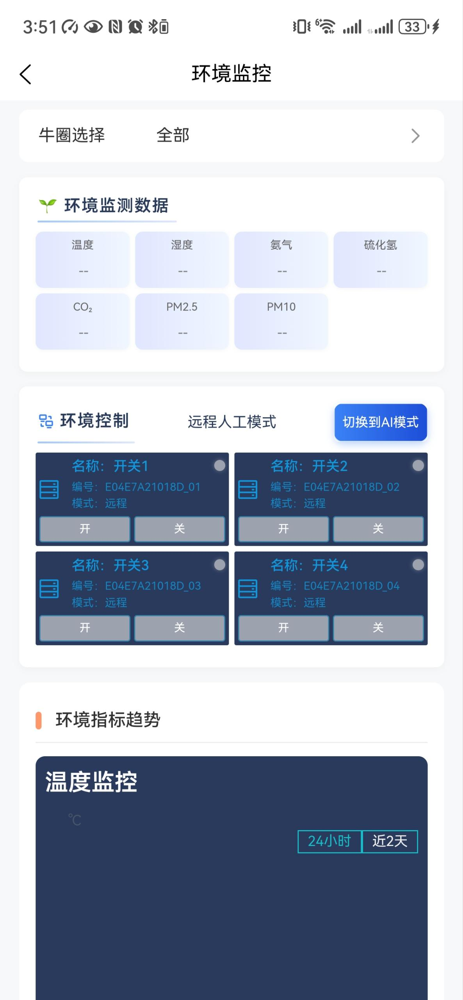 3:51
6+
33
环境监控
牛圈选择 全部
环境监测数据
温度 湿度 氨气 硫化氢
-- -- -- --
CO₂ PM2.5 PM10
-- -- --
环境控制 远程人工模式 切换到AI模式
名称：开关1
编号：E04E7A21018D_01
模式：远程
开 关
名称：开关2
编号：E04E7A21018D_02
模式：远程
开 关
名称：开关3
编号：E04E7A21018D_03
模式：远程
开 关
名称：开关4
编号：E04E7A21018D_04
模式：远程
开 关
环境指标趋势
温度监控
℃
24小时 近2天